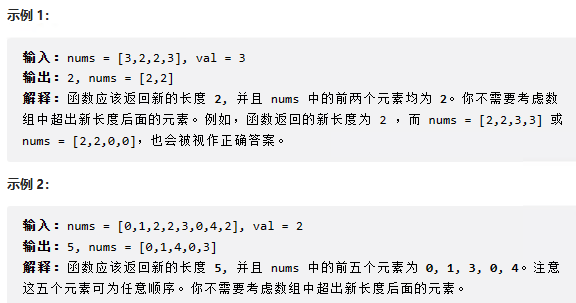 示例 1：
输入：nums = [3,2,2,3], val = 3
输出：2, nums = [2,2]
解释：函数应该返回新的长度 2, 并且 nums 中的前两个元素均为 2。你不需要考虑数
组中超出新长度后面的元素。例如，函数返回的新长度为 2 ，而 nums = [2,2,3,3] 或
nums = [2,2,0,0]，也会被视作正确答案。
示例 2：
输入：nums = [0,1,2,2,3,0,4,2], val = 2
输出：5, nums = [0,1,4,0,3]
解释：函数应该返回新的长度 5, 并且 nums 中的前五个元素为 0, 1, 3, 0, 4。注意
这五个元素可为任意顺序。你不需要考虑数组中超出新长度后面的元素。